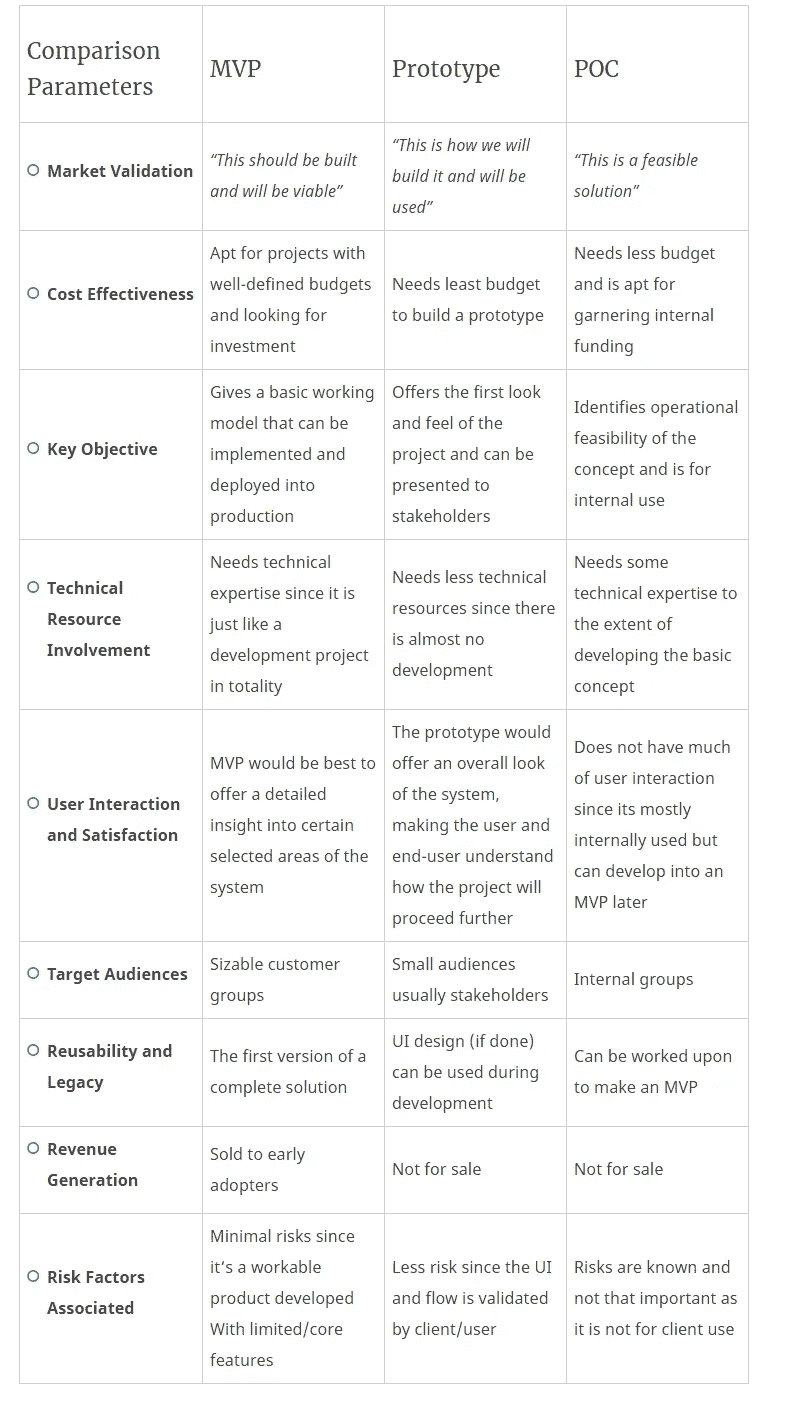 Comparison
Parameters
MVP
Prototype
POC
Market Validation
“This should be built
and will be viable”
“This is how we will
build it and will be
used”
“This is a feasible
solution”
Cost Effectiveness
Apt for projects with
well-defined budgets
and looking for
investment
Needs least budget
to build a prototype
Needs less budget
and is apt for
garnering internal
funding
Key Objective
Gives a basic working
model that can be
implemented and
deployed into
production
Offers the first look
and feel of the
project and can be
presented to
stakeholders
Identifies operational
feasibility of the
concept and is for
internal use
Technical
Resource
Involvement
Needs technical
expertise since it is
just like a
development project
in totality
Needs less technical
resources since there
is almost no
development
Needs some
technical expertise to
the extent of
developing the basic
concept
User Interaction
and Satisfaction
MVP would be best to
offer a detailed
insight into certain
selected areas of the
system
The prototype would
offer an overall look
of the system,
making the user and
end-user understand
how the project will
proceed further
Does not have much
of user interaction
since its mostly
internally used but
can develop into an
MVP later
Target Audiences
Sizable customer
groups
Small audiences
usually stakeholders
Internal groups
Reusability and
Legacy
The first version of a
complete solution
UI design (if done)
can be used during
development
Can be worked upon
to make an MVP
Revenue
Generation
Sold to early
adopters
Not for sale
Not for sale
Risk Factors
Associated
Minimal risks since
it‘s a workable
product developed
With limited/core
features
Less risk since the UI
and flow is validated
by client/user
Risks are known and
not that important as
it is not for client use